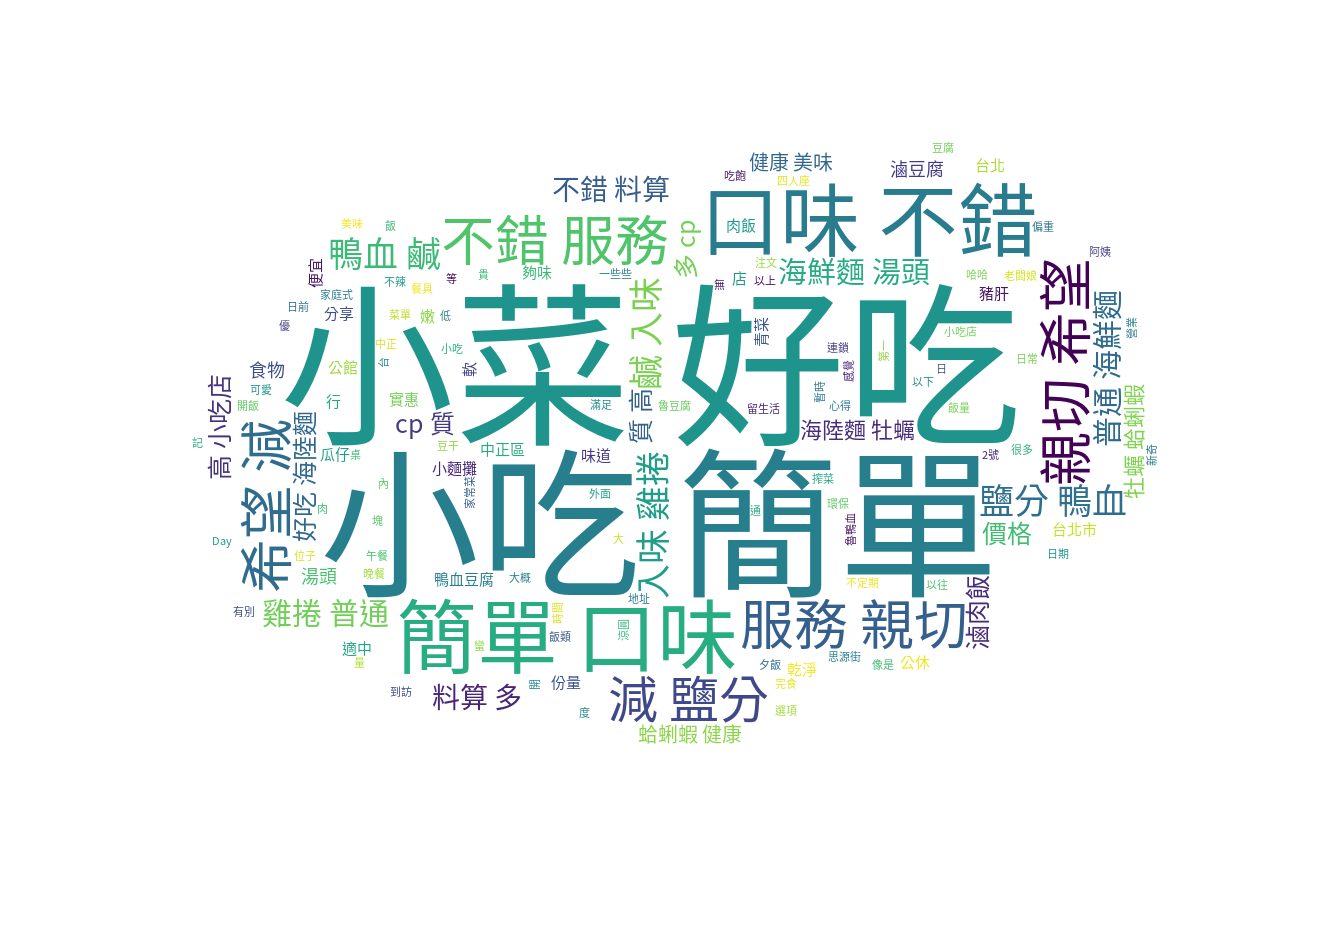 豆腐
健康 美味
滷豆腐
台北
吃飽
四人座
不錯 料算
口味 不錯
美味
飯
不錯 服務
多 cp
肉飯
偏重
鴨血 鹹
阿姨
便宜
不辣
等
貴
夠味
一些些
店
注文
以上
無
海鮮麵 湯頭
哈哈
老闆娘
豬肝
親切 希望
家庭式
餐具
日前
分享
優
菜單
嫩
低
鹹 入味
青菜
小吃店
海鮮麵
營業
小菜 好吃
中正
小吃
連鎖
第一
日常
食物
公館
台
軟
感覺
日
以下
可愛
高 小吃店
開飯
行
實惠
滿足
質 高
魯豆腐
留生活
暫時
心得
飯量
普通
牡蠣 蛤蜊蝦
希望 減
海陸麵
cp 質
海陸麵 牡蠣
記
瓜仔
桌
豆干
中正區
味道
2號
很多
新奇
小麵攤
小吃 簡單
入味 雞捲
搾菜
內
家常菜
外面
鹽分 鴨血
好吃
肉
塊
通
環保
魯鴨血
價格
台北市
Day
大
位子
午餐
日期
湯頭
晚餐
鴨血豆腐
大概
不定期
以往
滷肉飯
有別
雞捲 普通
地址
簡單 口味
服務 親切
飯類
適中
量
蠻
夕飯
乾淨
思源街
像是
公休
到訪
料算 多
份量
減 鹽分
完食
度
選項
蛤蜊蝦 健康